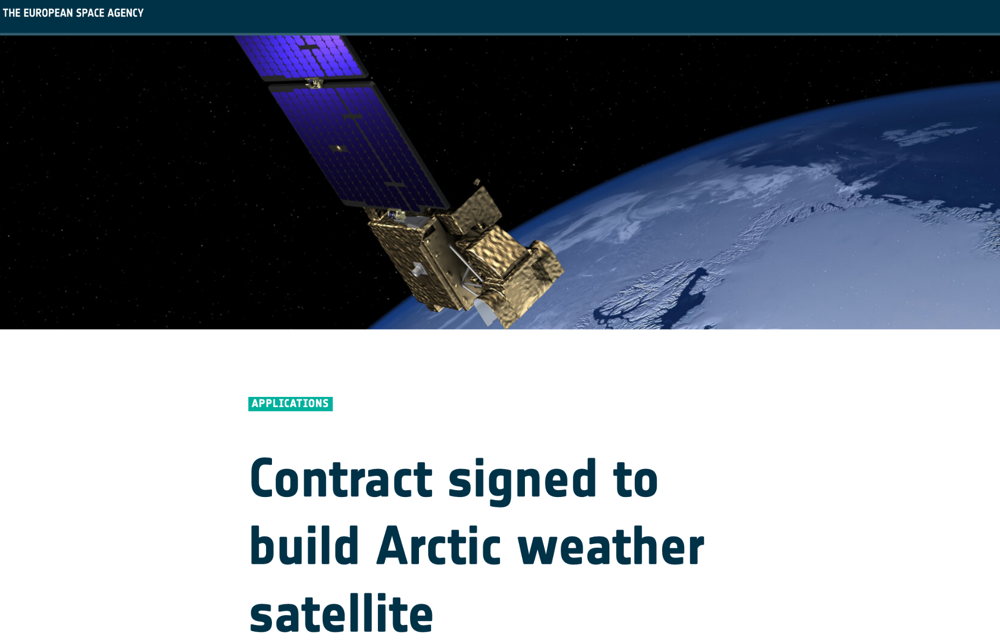 THE EUROPEAN SPACE AGENCY
APPLICATIONS
Contract signed to
build Arctic weather
satellite